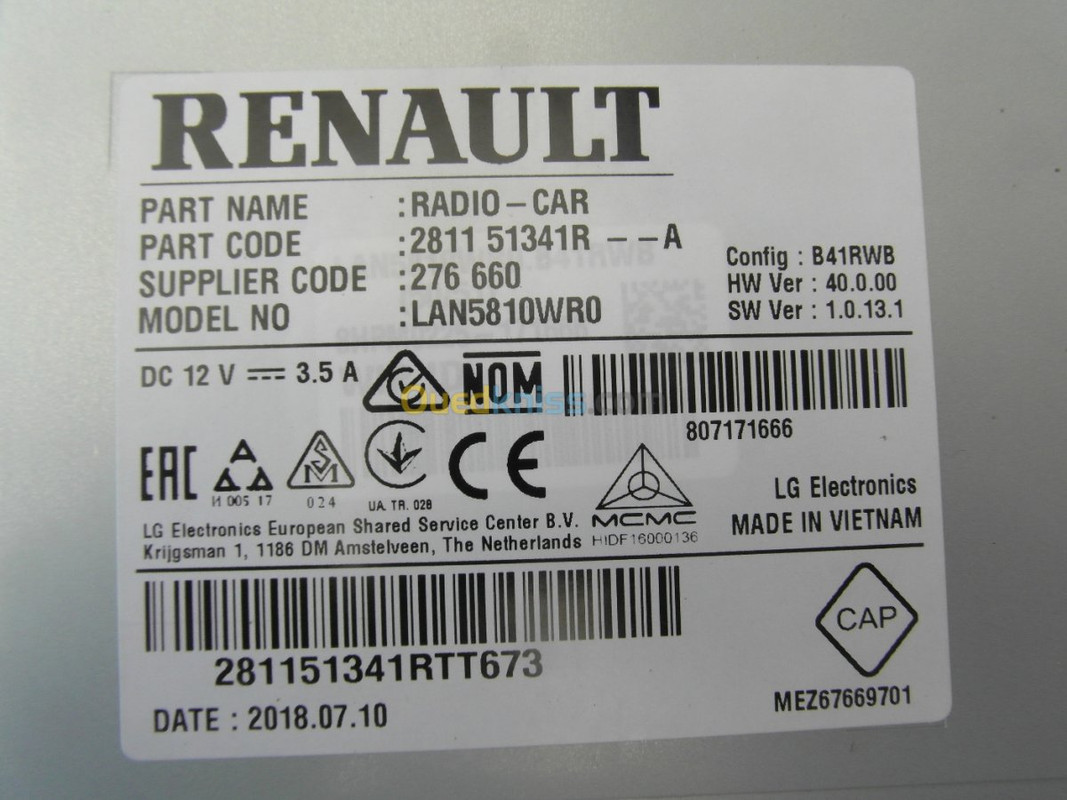 RENAULT
PART NAME :RADIO-CAR
PART CODE :2811 51341R --A
SUPPLIER CODE :276 660
MODEL NO :LAN5810WR0
Config : B41RWB
HW Ver : 40.0.00
SW Ver : 1.0.13.1
DC 12 V 3.5 A
NOM
Ouedkniss.com
807171666
EAC
И 005 17
SM
024
UA. TR. 028
CE
MCMC
HIDF16000136
LG Electronics
MADE IN VIETNAM
LG Electronics European Shared Service Center B.V.
Krijgsman 1, 1186 DM Amstelveen, The Netherlands
281151341RTT673
CAP
DATE : 2018.07.10
MEZ67669701